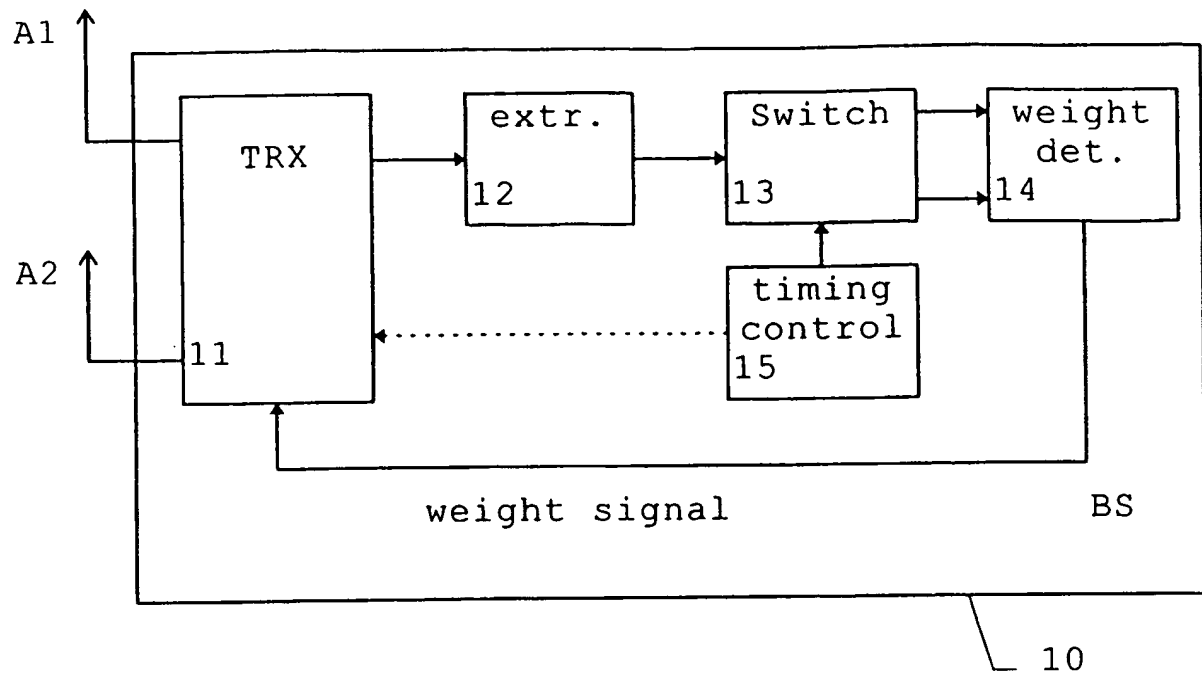 A1
TRX
11
extr.
12
Switch
13
weight
det.
14
A2
timing
control
15
weight signal
BS
10